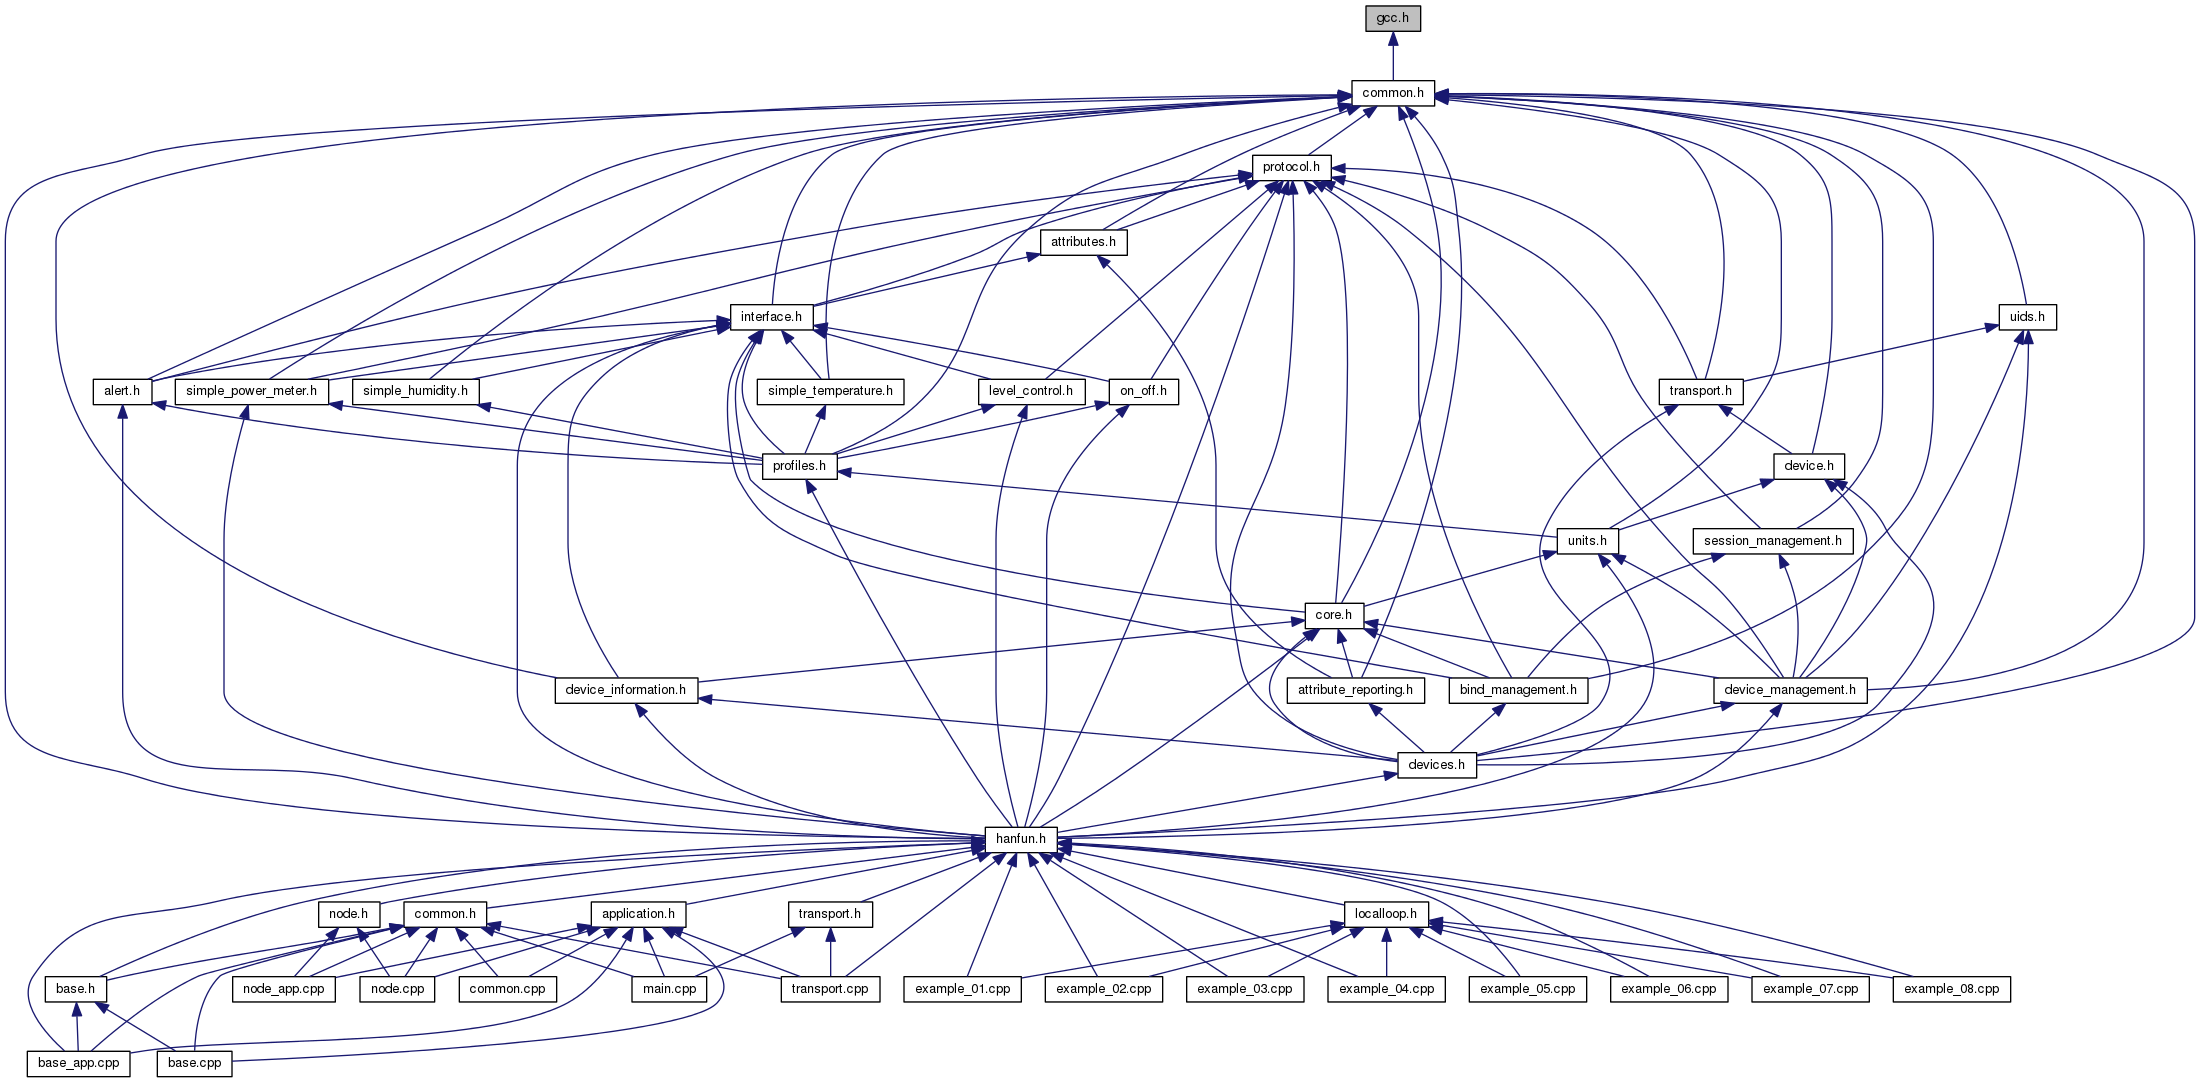 gcc.h
common.h
protocol.h
attributes.h
interface.h
uids.h
alert.h
simple_power_meter.h
simple_humidity.h
simple_temperature.h
level_control.h
on_off.h
transport.h
profiles.h
device.h
units.h
session_management.h
core.h
device_information.h
attribute_reporting.h
bind_management.h
device_management.h
devices.h
hanfun.h
node.h
common.h
application.h
transport.h
localloop.h
base.h
node_app.cpp
node.cpp
common.cpp
main.cpp
transport.cpp
example_01.cpp
example_02.cpp
example_03.cpp
example_04.cpp
example_05.cpp
example_06.cpp
example_07.cpp
example_08.cpp
base_app.cpp
base.cpp